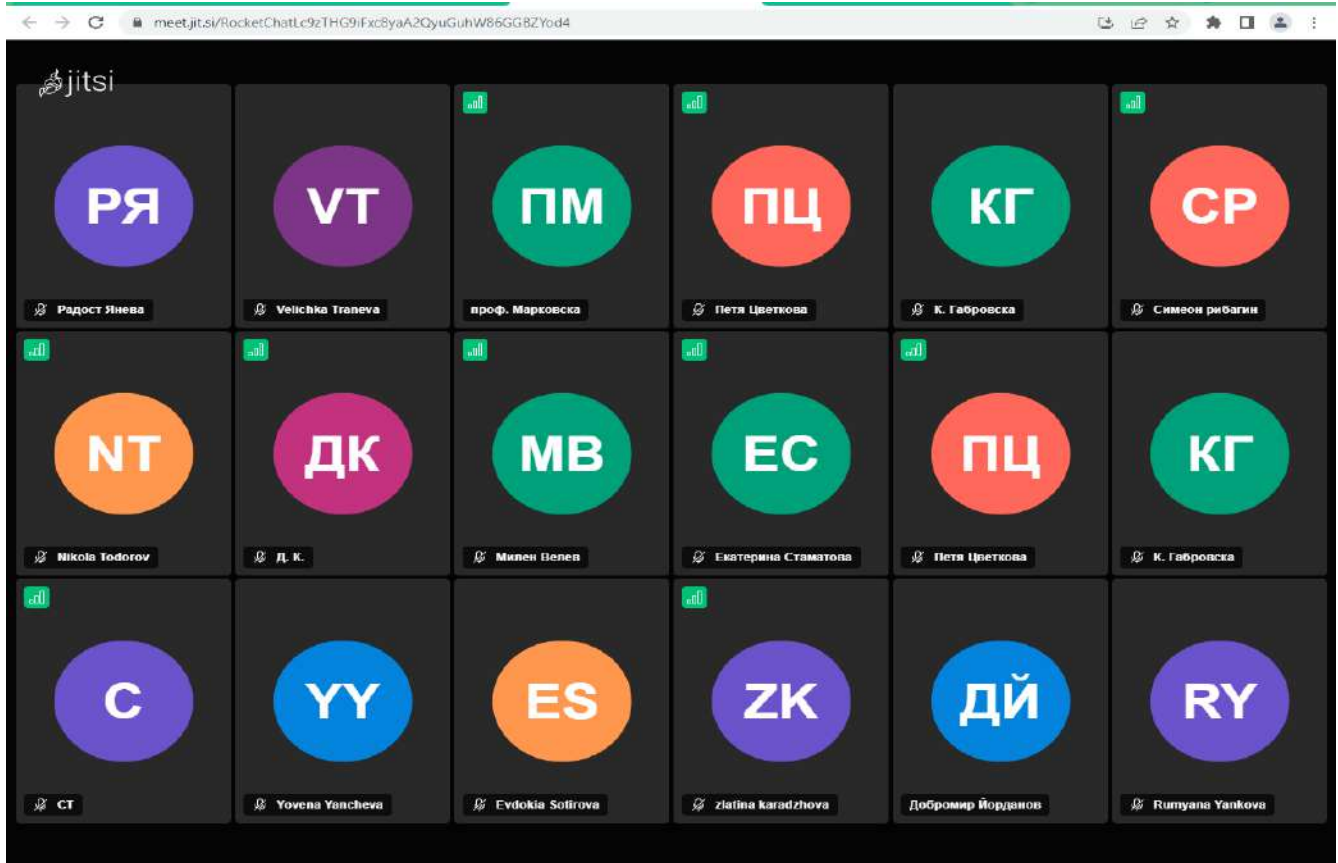 meet.jit.si/RocketChatLc9zTHG9iFxc8yaA2QyuGuhW86GG8ZYod4
jitsi
РЯ VT ПМ ПЦ КГ СР
Радост Янева Velichka Traneva проф. Марковска Петя Цветкова К. Габровска Симеон рибагин
NT ДК МВ ЕС ПЦ КГ
Nikola Todorov Д. К. Милен Велев Екатерина Стаматова Петя Цветкова К. Габровска
С YY ES ZK ДЙ RY
СТ Yovena Yancheva Evdokia Sotirova zlatina karadzhova Добромир Йорданов Rumyana Yankova